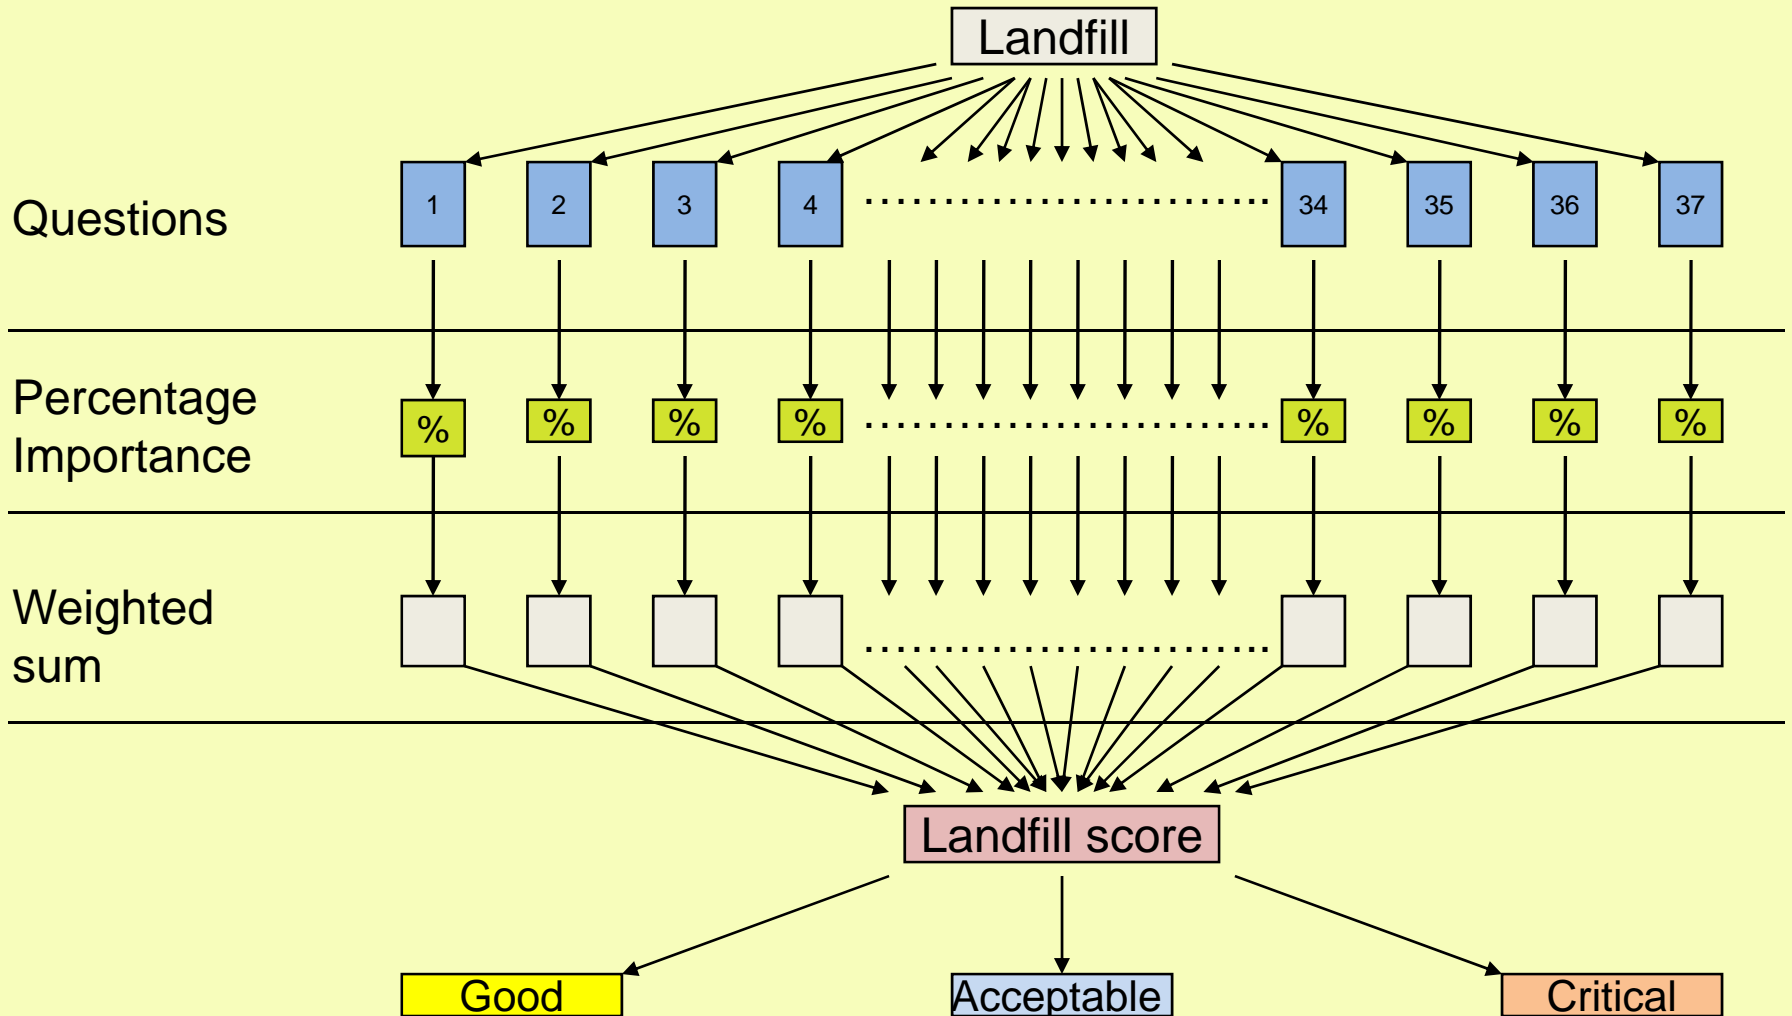 Landfill
Questions
1 2 3 4 ........................... 34 35 36 37
Percentage
Importance
% % % % ........................... % % % %
Weighted
sum
...........................
Landfill score
Good Acceptable Critical